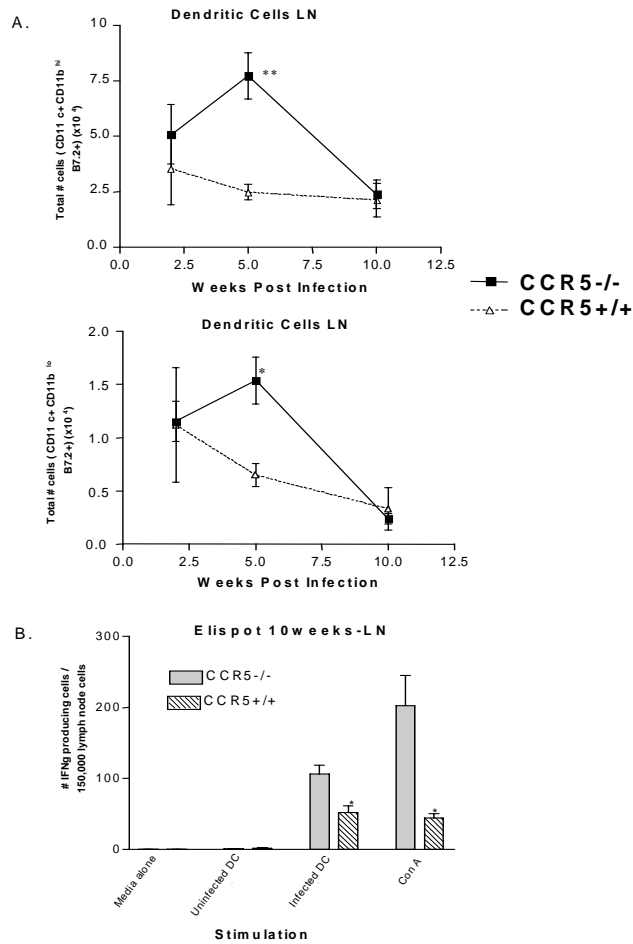 A.
Dendritic Cells LN
Total # cells (CD11 c+ CD11b hi
B7.2+) (x10 4)
10
7.5
5.0
2.5
0.0
**
0.0 2.5 5.0 7.5 10.0 12.5
Weeks Post Infection
CCR5-/-
CCR5+/+
Dendritic Cells LN
Total # cells (CD11 c+ CD11b lo
B7.2+) (x10 4)
2.0
1.5
1.0
0.5
0.0
*
0.0 2.5 5.0 7.5 10.0 12.5
Weeks Post Infection
B.
Elispot 10weeks-LN
# IFNg producing cells /
150,000 lymph node cells
300
200
100
0
CCR5-/-
CCR5+/+
*
*
Media alone
Uninfected DC
Infected DC
Con A
Stimulation